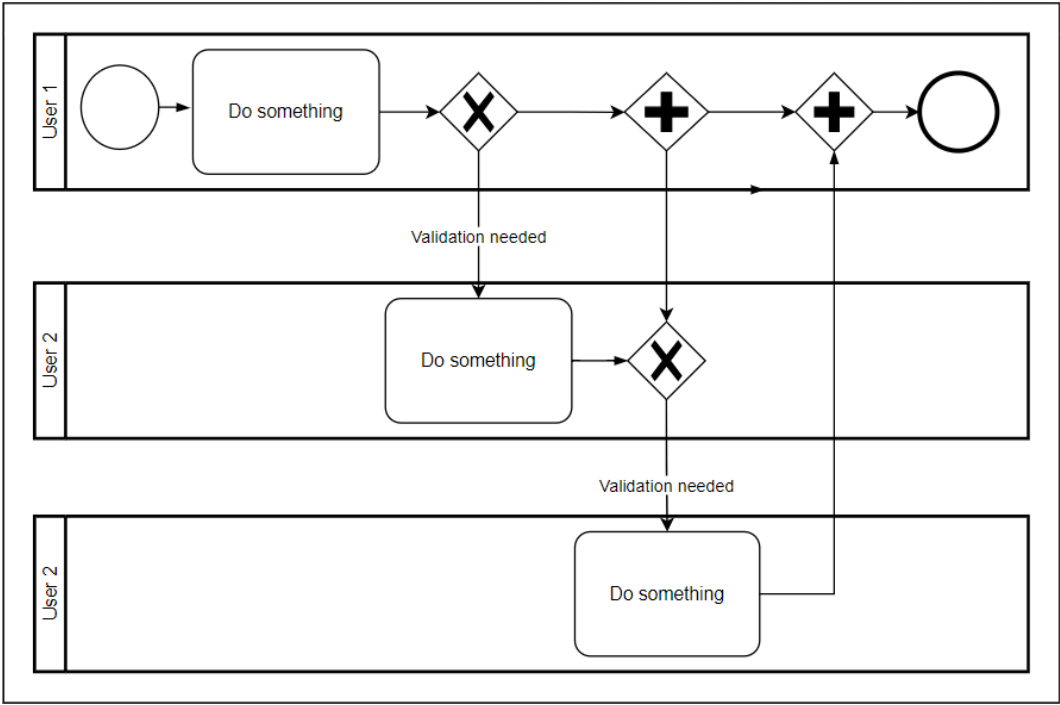 User 1
Do something
Validation needed
User 2
Do something
Validation needed
User 2
Do something